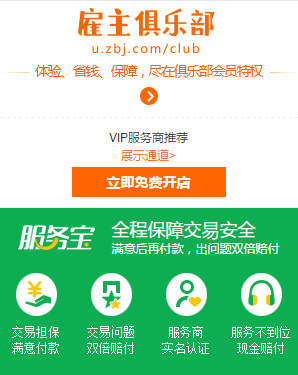 雇主俱乐部
u.zbj.com/club
体验、省钱、保障，尽在俱乐部会员特权
VIP服务商推荐
展示通道>
立即免费开店
服务宝
全程保障交易安全
满意后再付款，出问题双倍赔付
¥
交易担保 交易问题 服务商 服务不到位
满意付款 双倍赔付 实名认证 现金赔付